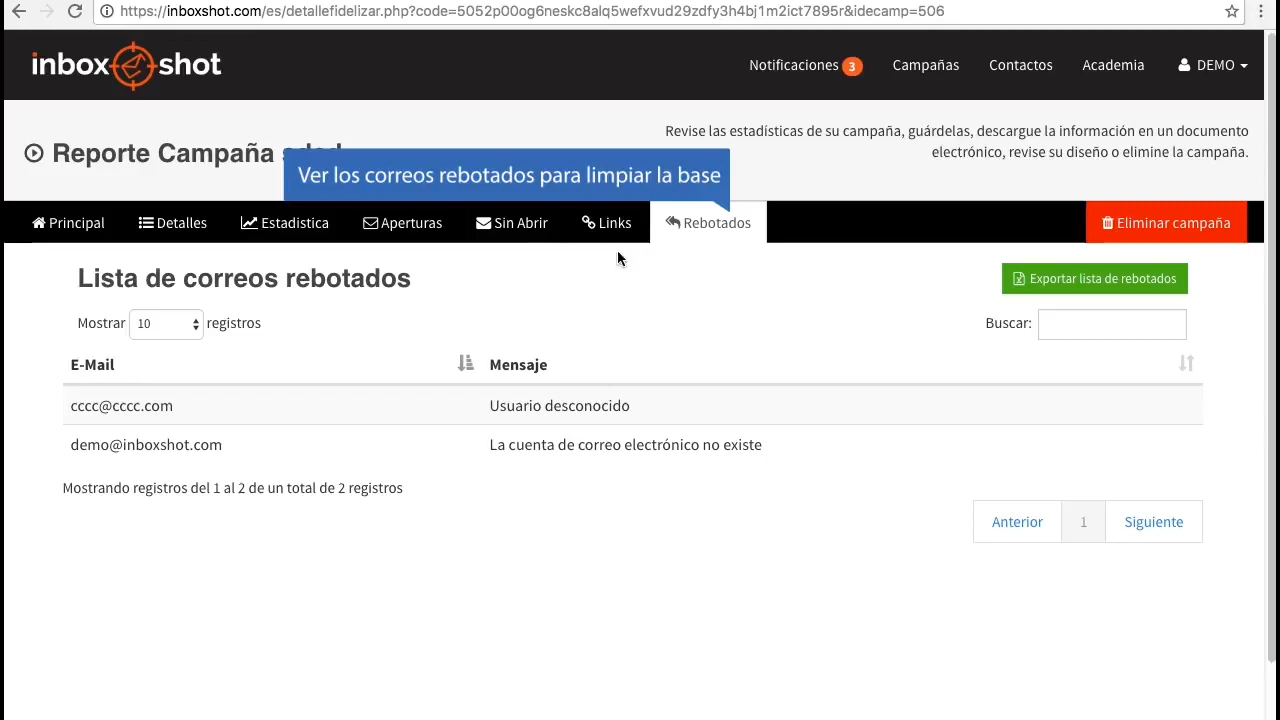 https://inboxshot.com/es/detallefidelizar.php?code=5052p00og6neskc8alq5wefxvud29zdfy3h4bj1m2ict7895r&idecamp=506
inbox shot
Notificaciones 3 Campañas Contactos Academia DEMO
Revise las estadísticas de su campaña, guárdelas, descargue la información en un documento
electrónico, revise su diseño o elimine la campaña.
Reporte Campaña
Ver los correos rebotados para limpiar la base
Principal Detalles Estadistica Aperturas Sin Abrir Links Rebotados Eliminar campaña
Lista de correos rebotados
Exportar lista de rebotados
Mostrar 10 registros
Buscar:
E-Mail Mensaje
cccc@cccc.com Usuario desconocido
demo@inboxshot.com La cuenta de correo electrónico no existe
Mostrando registros del 1 al 2 de un total de 2 registros
Anterior 1 Siguiente